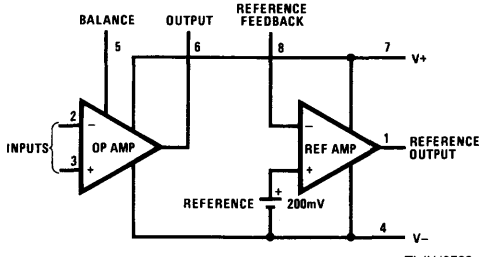 BALANCE
OUTPUT
REFERENCE
FEEDBACK
5
6
8
7
V+
2
−
INPUTS
OP AMP
3
+
−
REF AMP
+
1
REFERENCE
OUTPUT
REFERENCE
+
200mV
4
V−